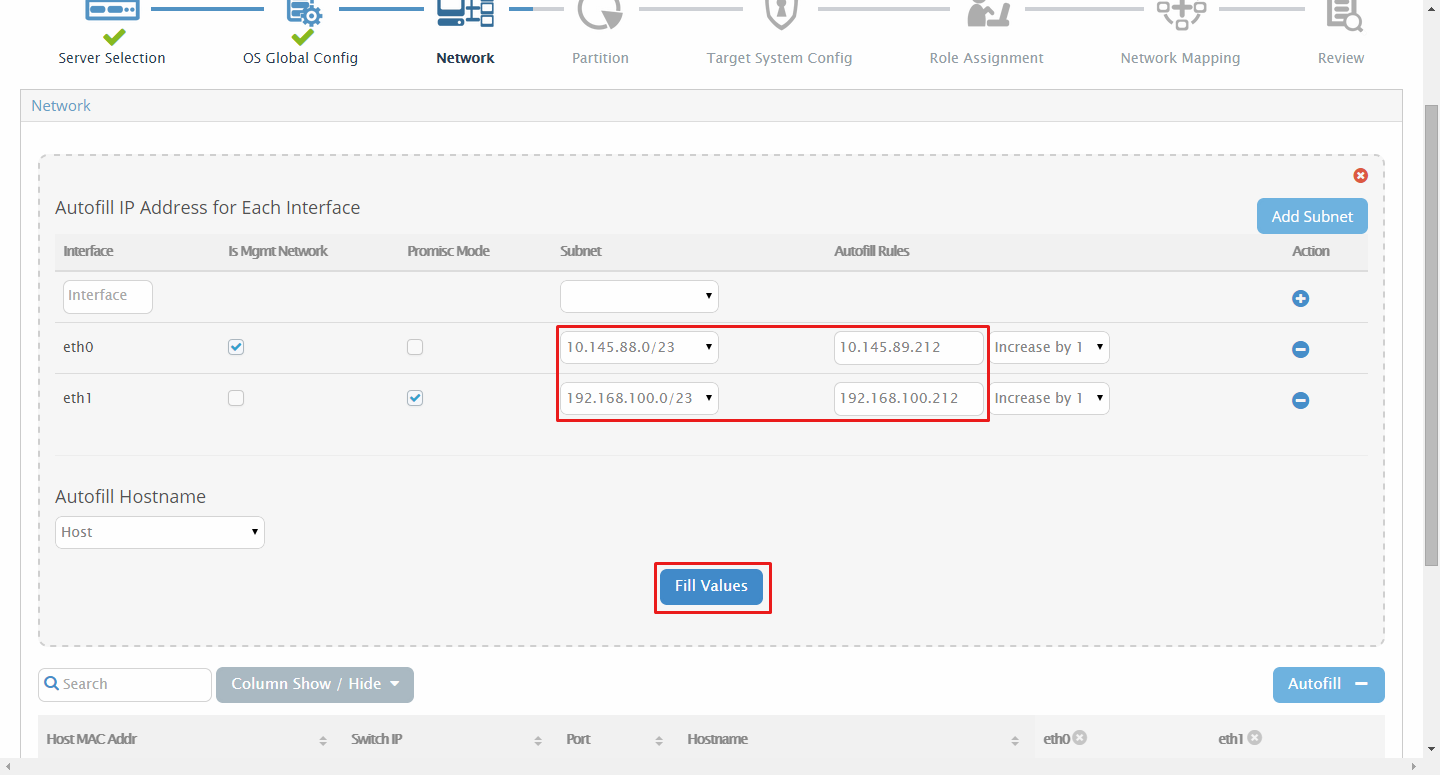 Server Selection OS Global Config Network Partition Target System Config Role Assignment Network Mapping Review
Network
Autofill IP Address for Each Interface
Add Subnet
Interface Is Mgmt Network Promisc Mode Subnet Autofill Rules Action
Interface
eth0 10.145.88.0/23 10.145.89.212 Increase by 1
eth1 192.168.100.0/23 192.168.100.212 Increase by 1
Autofill Hostname
Host
Fill Values
Search Column Show / Hide Autofill
Host MAC Addr Switch IP Port Hostname eth0 eth1